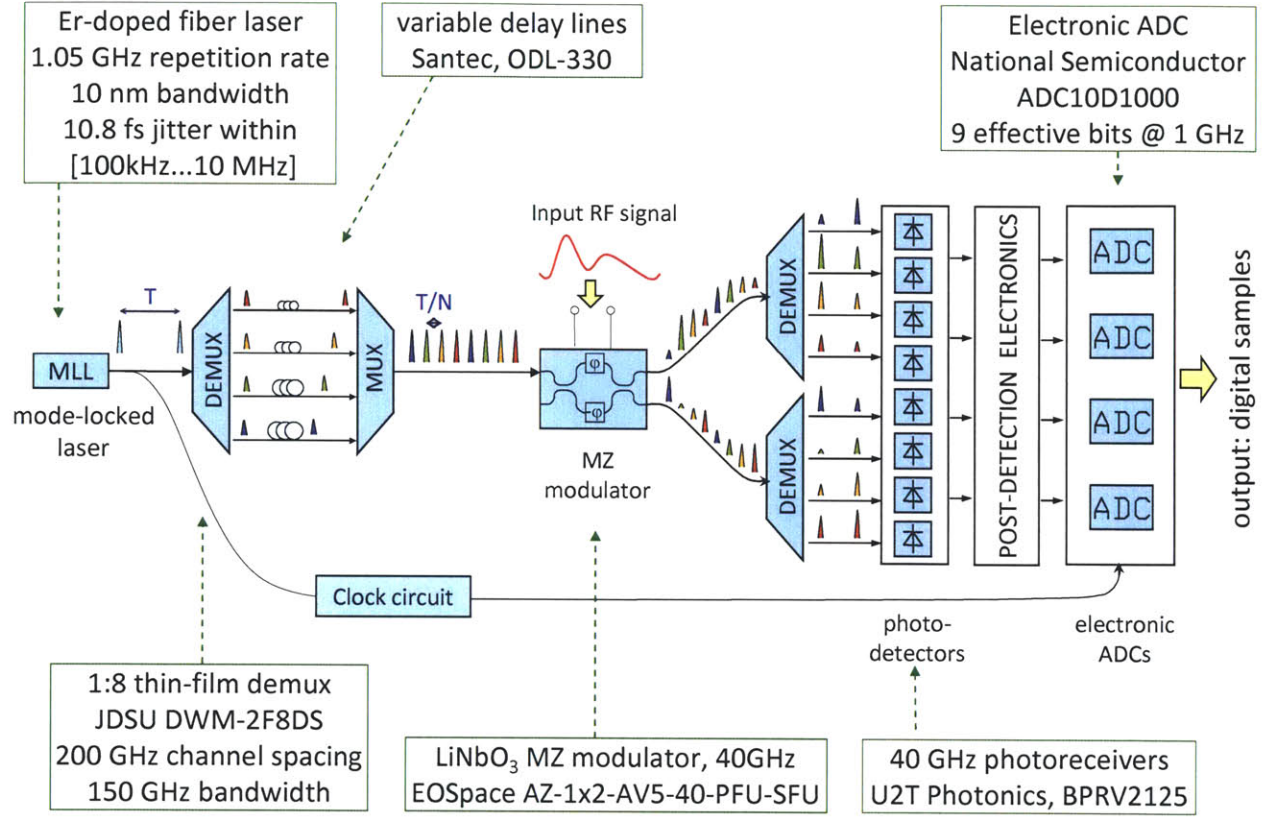 Er-doped fiber laser
1.05 GHz repetition rate
10 nm bandwidth
10.8 fs jitter within
[100kHz...10 MHz]
variable delay lines
Santec, ODL-330
Electronic ADC
National Semiconductor
ADC10D1000
9 effective bits @ 1 GHz
Input RF signal
T
T/N
MLL
mode-locked
laser
DEMUX
MUX
φ
φ
MZ
modulator
DEMUX
DEMUX
POST-DETECTION ELECTRONICS
ADC
ADC
ADC
ADC
output: digital samples
Clock circuit
photo-
detectors
electronic
ADCs
1:8 thin-film demux
JDSU DWM-2F8DS
200 GHz channel spacing
150 GHz bandwidth
LiNbO₃ MZ modulator, 40GHz
EOSpace AZ-1x2-AV5-40-PFU-SFU
40 GHz photoreceivers
U2T Photonics, BPRV2125